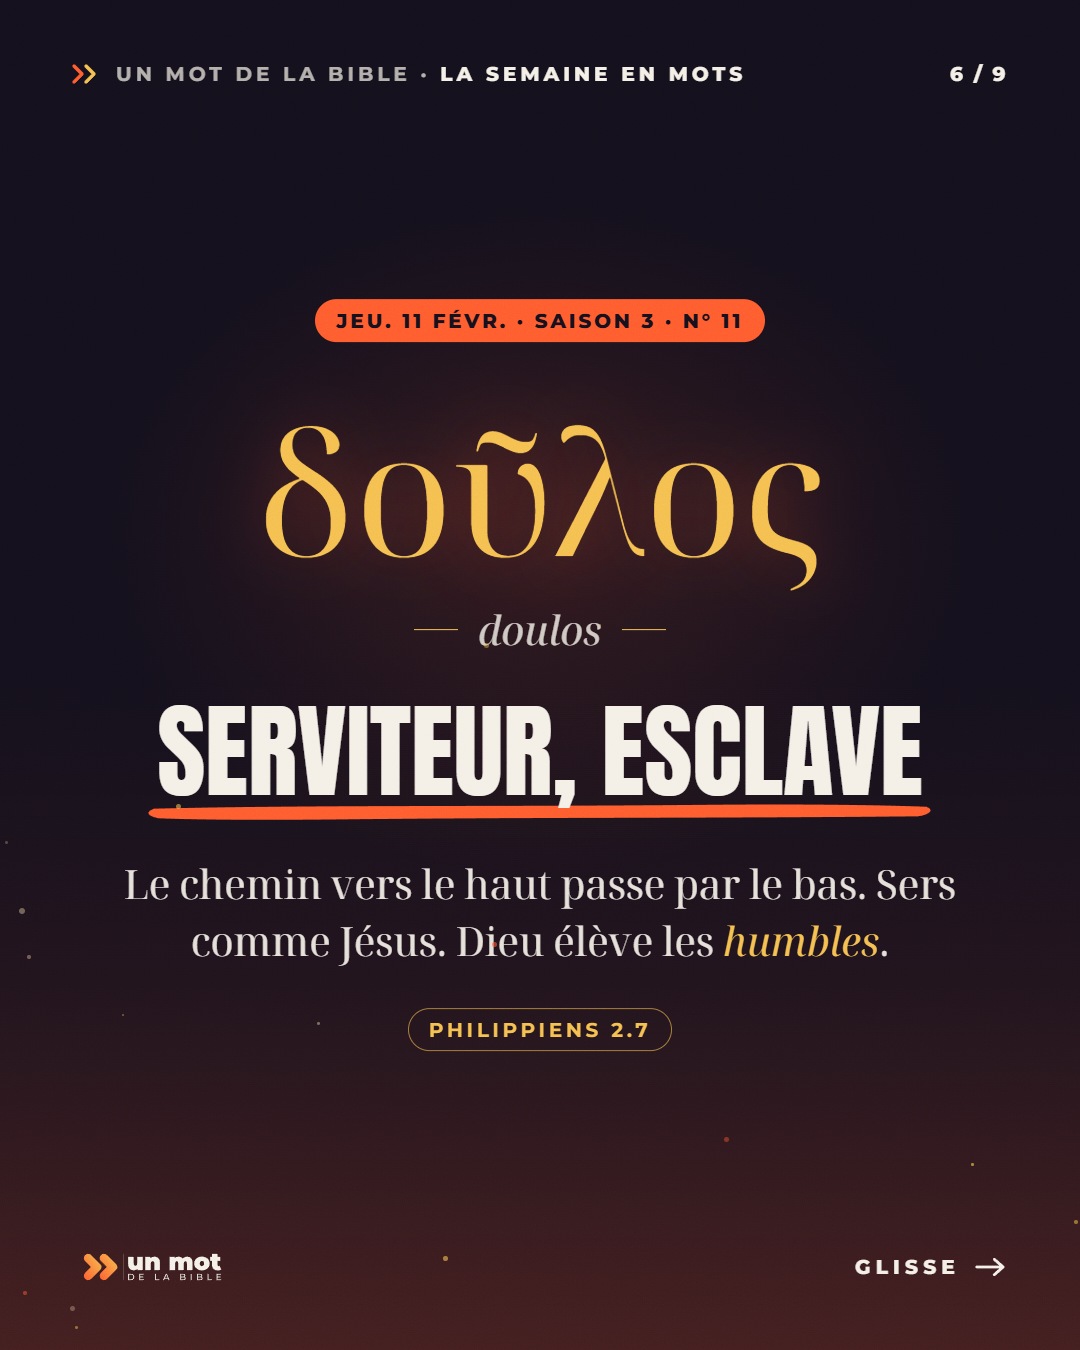 UN MOT DE LA BIBLE · LA SEMAINE EN MOTS
6 / 9
JEU. 11 FÉVR. · SAISON 3 · N° 11
δοῦλος
doulos
SERVITEUR, ESCLAVE
Le chemin vers le haut passe par le bas. Sers
comme Jésus. Dieu élève les humbles.
PHILIPPIENS 2.7
un mot
DE LA BIBLE
GLISSE →